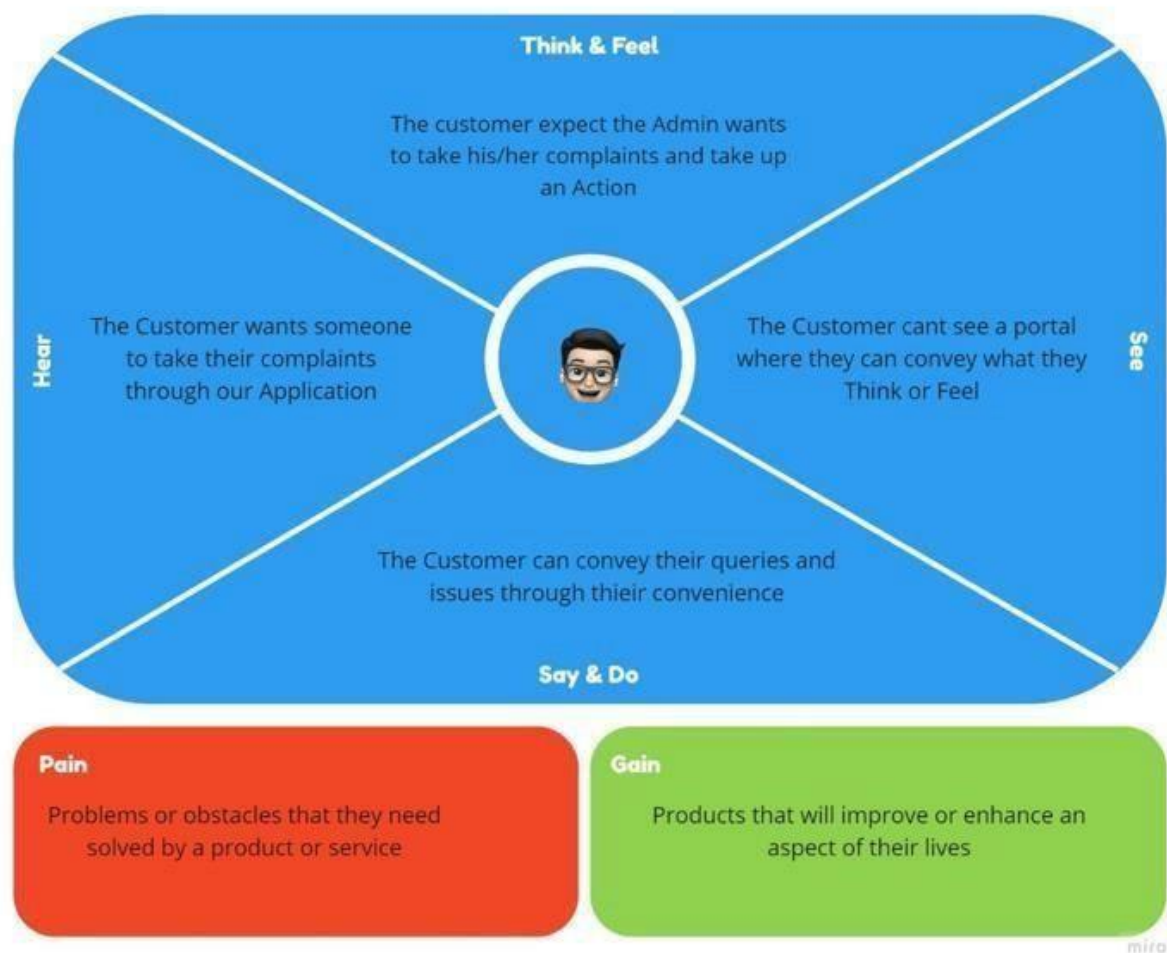 Think & Feel
The customer expect the Admin wants
to take his/her complaints and take up
an Action
Hear
The Customer wants someone
to take their complaints
through our Application
The Customer cant see a portal
where they can convey what they
Think or Feel
See
The Customer can convey their queries and
issues through thieir convenience
Say & Do
Pain
Problems or obstacles that they need
solved by a product or service
Gain
Products that will improve or enhance an
aspect of their lives
miro